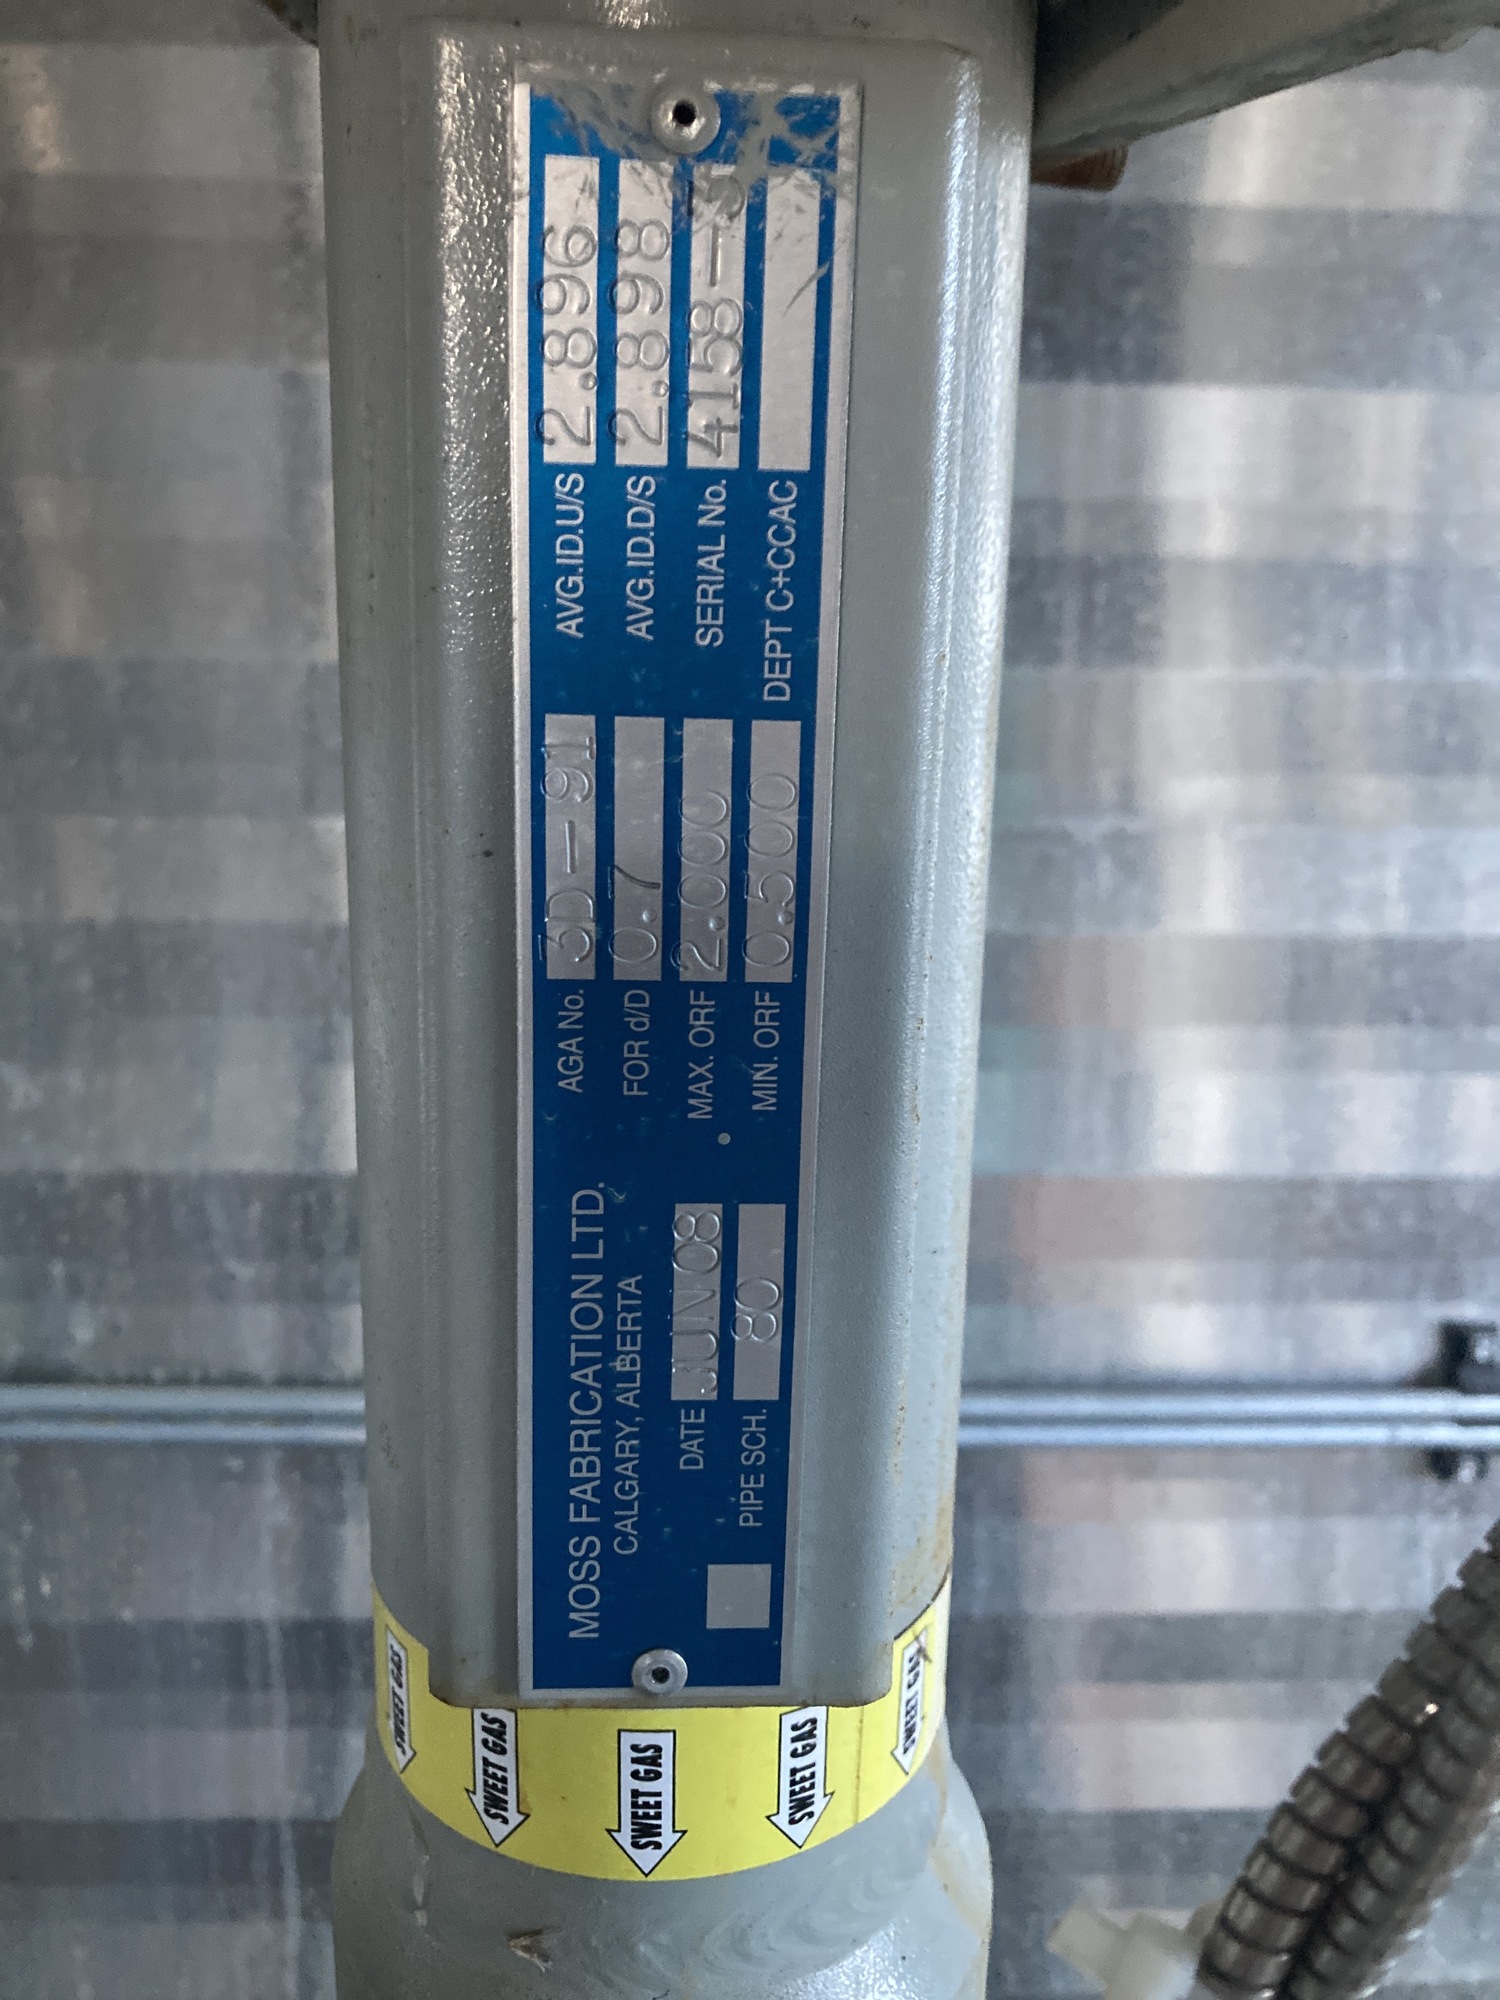 MOSS FABRICATION LTD.
CALGARY, ALBERTA
DATE JUN 08
PIPE SCH. 80
AGA No. 3D-91
FOR d/D 0.7
MAX. ORF 2.000
MIN. ORF 0.500
AVG.ID.U/S 2.896
AVG.ID.D/S 2.898
SERIAL No. 4158-3
DEPT C+CCAC
SWEET GAS
SWEET GAS
SWEET GAS
SWEET GAS
SWEET GAS